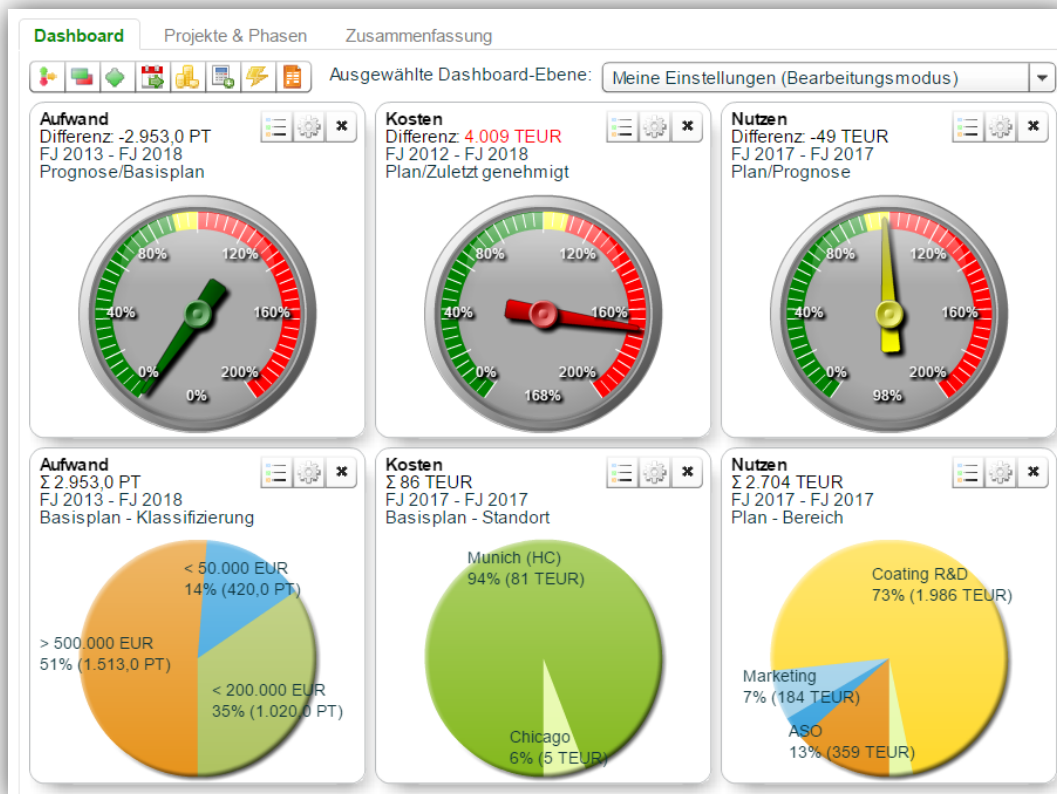 Dashboard
Projekte & Phasen
Zusammenfassung
Ausgewählte Dashboard-Ebene:
Meine Einstellungen (Bearbeitungsmodus)
Aufwand
Differenz: -2.953,0 PT
FJ 2013 - FJ 2018
Prognose/Basisplan
80%
120%
40%
160%
0%
200%
0%
Kosten
Differenz: 4.009 TEUR
FJ 2012 - FJ 2018
Plan/Zuletzt genehmigt
80%
120%
40%
160%
0%
200%
168%
Nutzen
Differenz: -49 TEUR
FJ 2017 - FJ 2017
Plan/Prognose
80%
120%
40%
160%
0%
200%
98%
Aufwand
Σ 2.953,0 PT
FJ 2013 - FJ 2018
Basisplan - Klassifizierung
< 50.000 EUR
14% (420,0 PT)
> 500.000 EUR
51% (1.513,0 PT)
< 200.000 EUR
35% (1.020,0 PT)
Kosten
Σ 86 TEUR
FJ 2017 - FJ 2017
Basisplan - Standort
Munich (HC)
94% (81 TEUR)
Chicago
6% (5 TEUR)
Nutzen
Σ 2.704 TEUR
FJ 2017 - FJ 2017
Plan - Bereich
Coating R&D
73% (1.986 TEUR)
Marketing
7% (184 TEUR)
ASO
13% (359 TEUR)